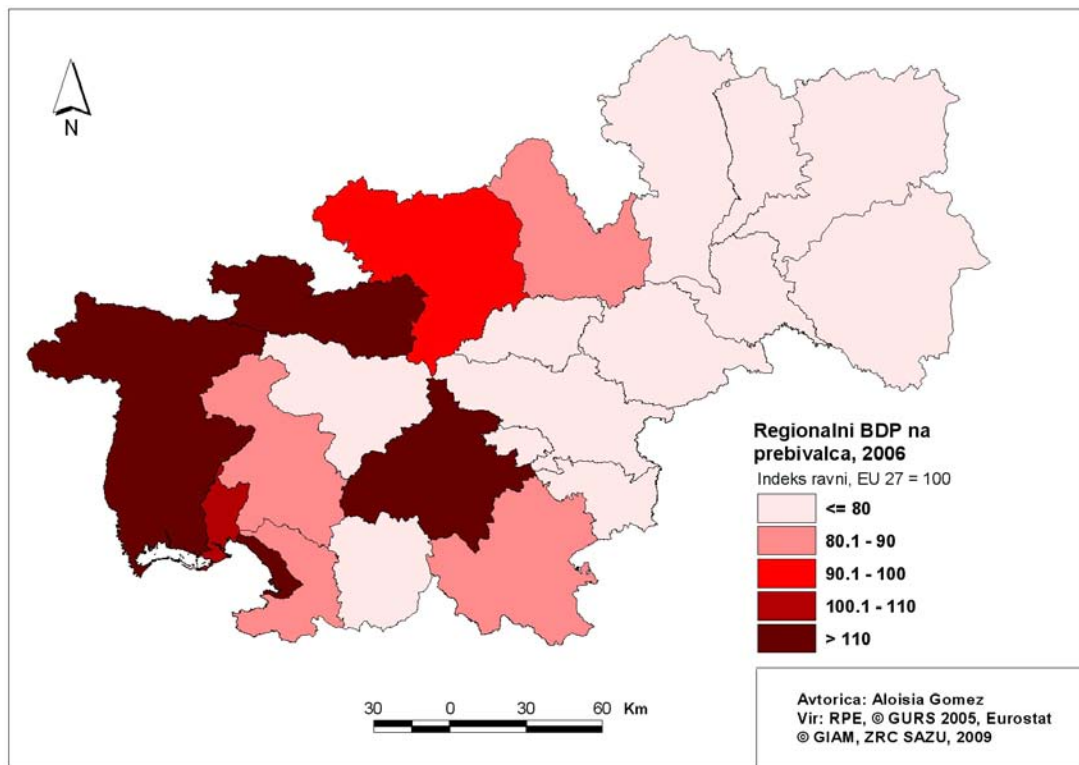 N
Regionalni BDP na
prebivalca, 2006
Indeks ravni, EU 27 = 100
<= 80
80.1 - 90
90.1 - 100
100.1 - 110
> 110
30 0 30 60 Km
Avtorica: Aloisia Gomez
Vir: RPE, © GURS 2005, Eurostat
© GIAM, ZRC SAZU, 2009